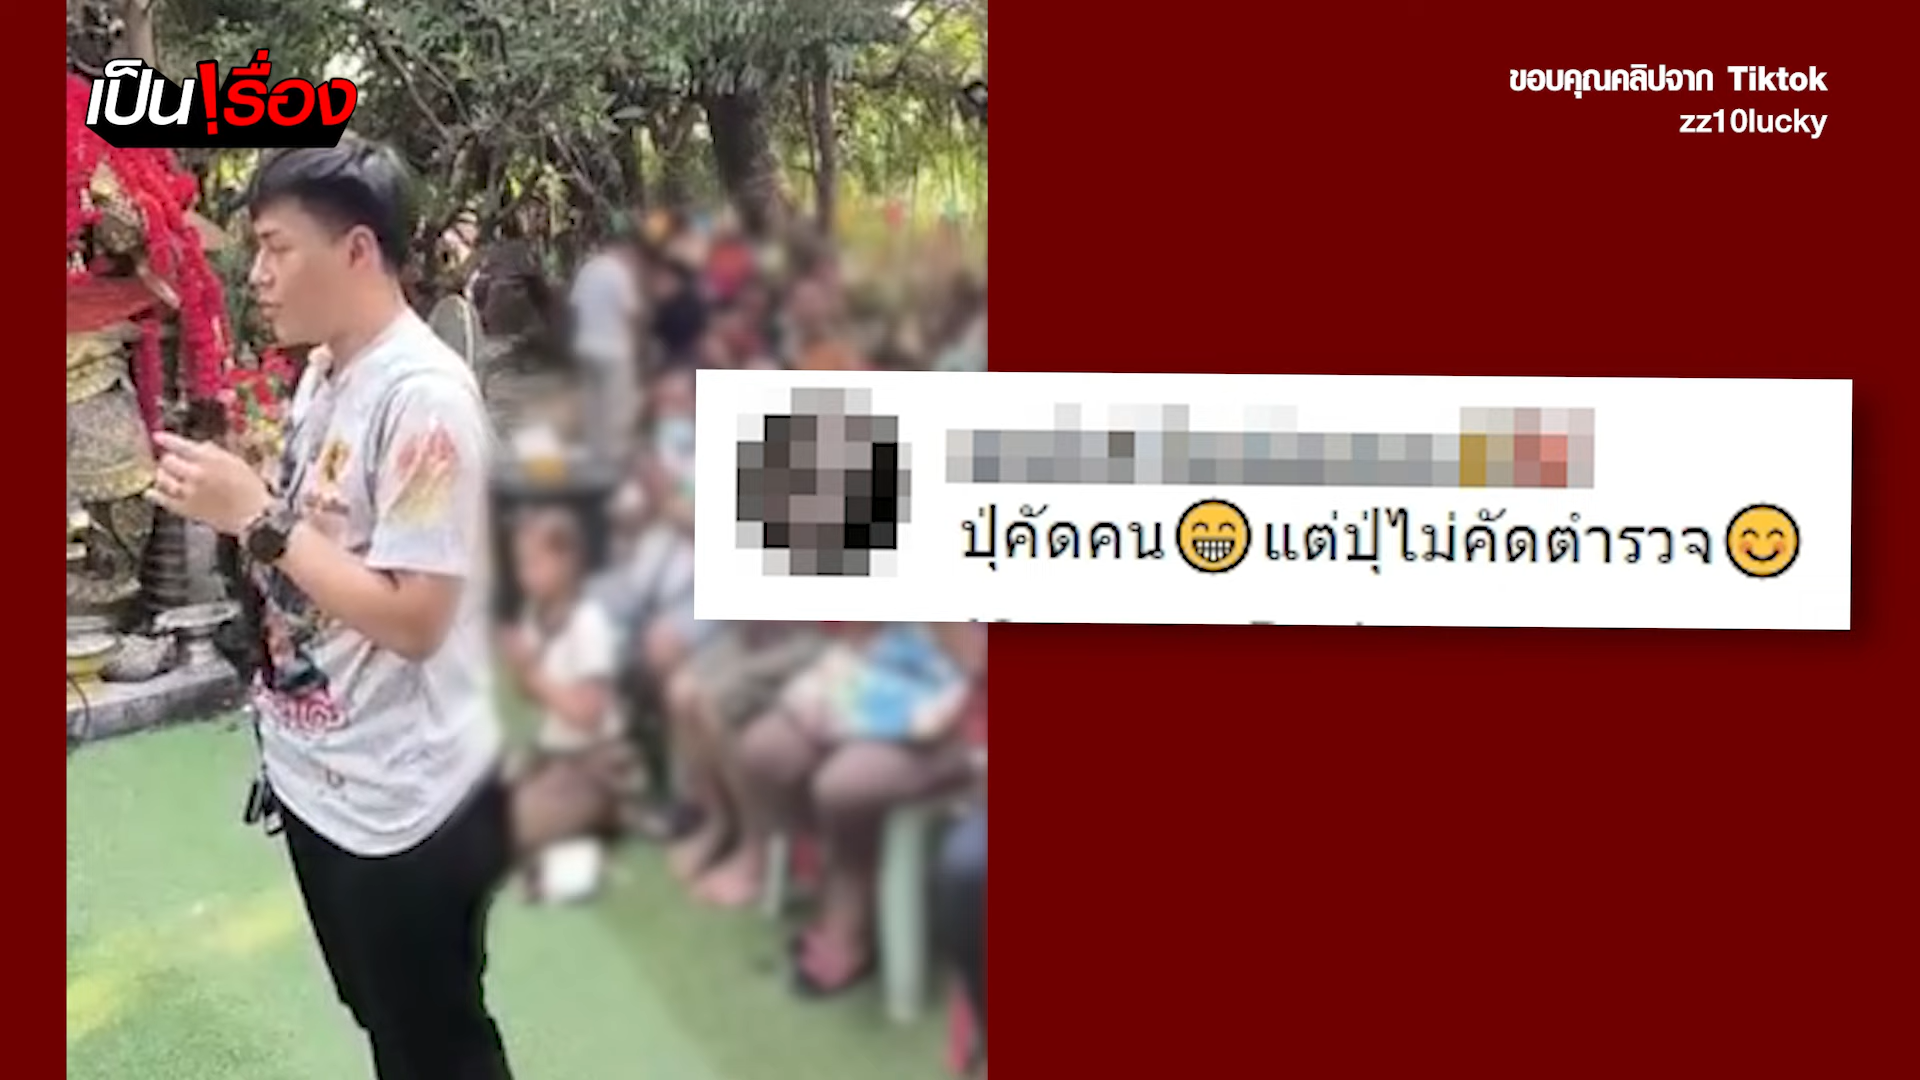 เป็น!เรื่อง
ขอบคุณคลิปจาก Tiktok
zz10lucky
ปุ่คัดคน😁แต่ปุ่ไม่คัดตำรวจ😊